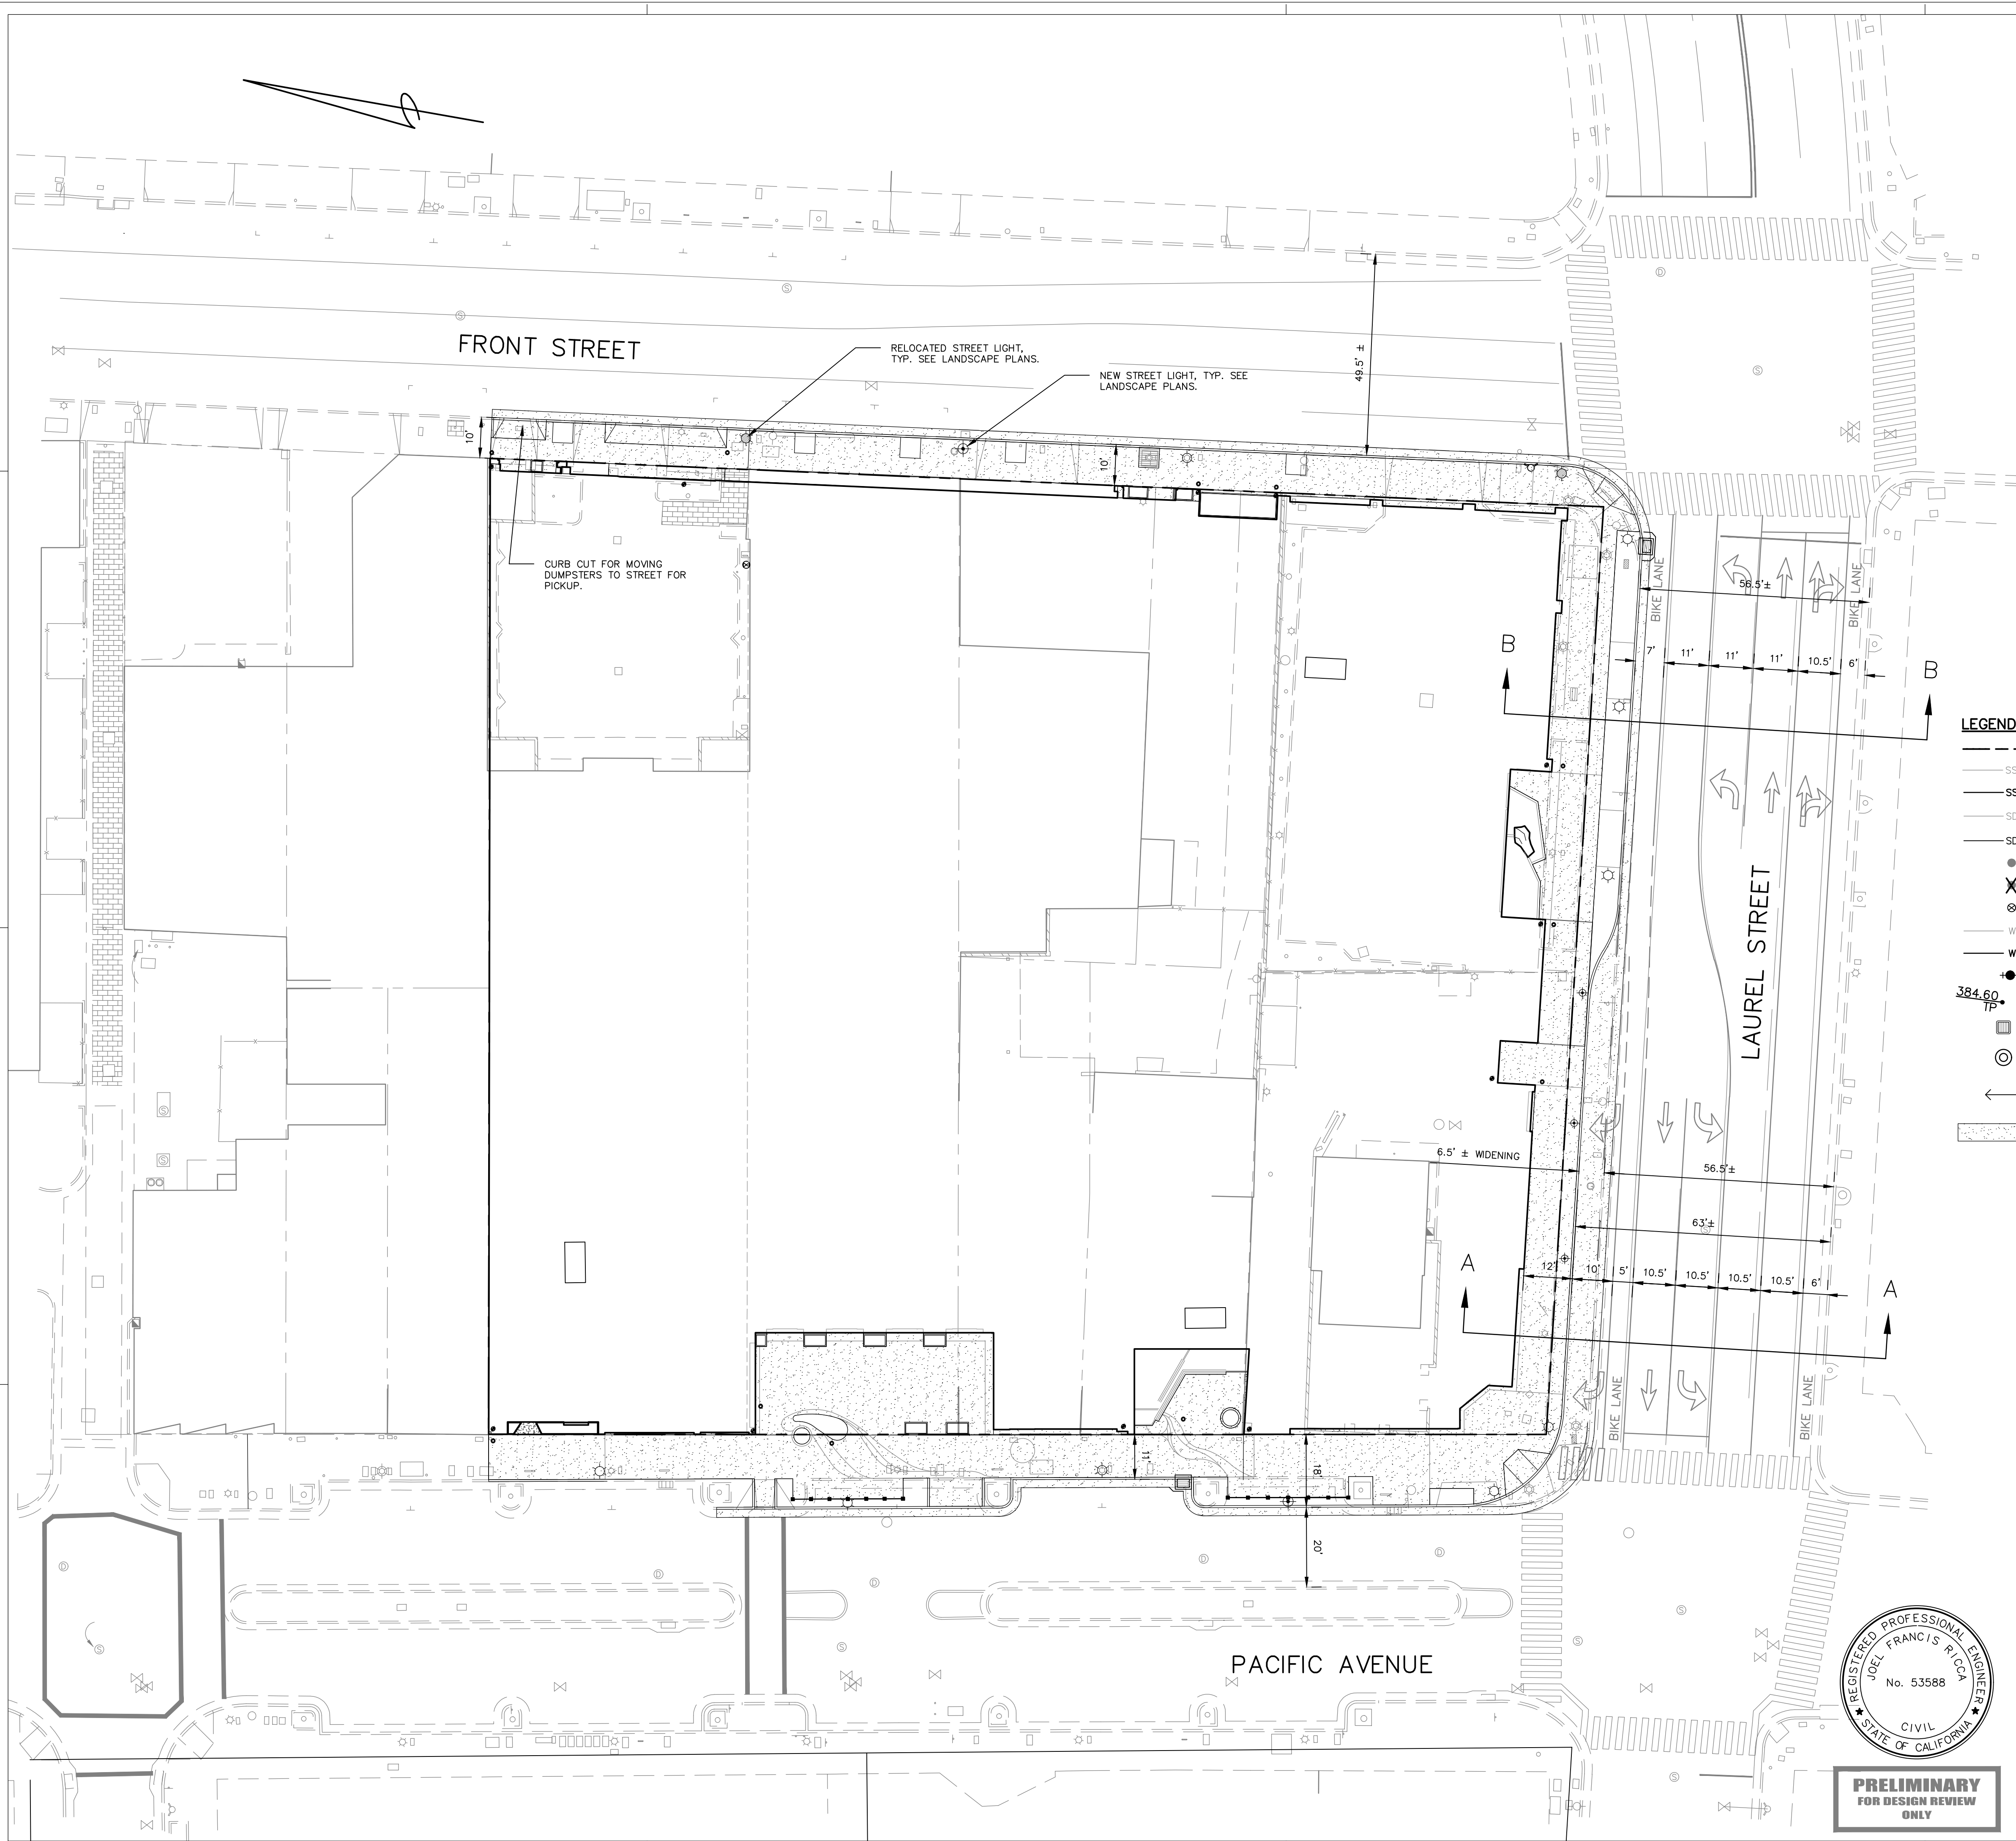 FRONT STREET
RELOCATED STREET LIGHT,
TYP. SEE LANDSCAPE PLANS.
NEW STREET LIGHT, TYP. SEE
LANDSCAPE PLANS.
49.5' ±
10'
10'
CURB CUT FOR MOVING
DUMPSTERS TO STREET FOR
PICKUP.
BIKE LANE
56.5'±
BIKE LANE
B
7'
11'
11'
11'
10.5'
6'
B
LEGEND
SS
SS
SD
SD
W
W
384.60
TP
LAUREL STREET
6.5' ± WIDENING
56.5'±
63'±
A
12'
10'
5'
10.5'
10.5'
10.5'
10.5'
6'
A
BIKE LANE
BIKE LANE
11'
18'
20'
PACIFIC AVENUE
REGISTERED PROFESSIONAL ENGINEER
JOEL FRANCIS RICCA
No. 53588
CIVIL
STATE OF CALIFORNIA
PRELIMINARY
FOR DESIGN REVIEW
ONLY